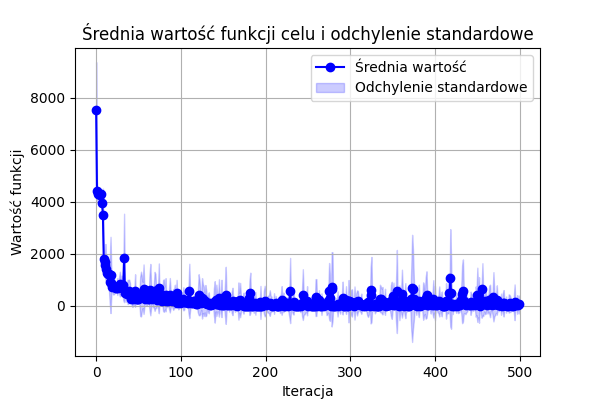 Średnia wartość funkcji celu i odchylenie standardowe
Średnia wartość
Odchylenie standardowe
Wartość funkcji
8000
6000
4000
2000
0
0 100 200 300 400 500
Iteracja